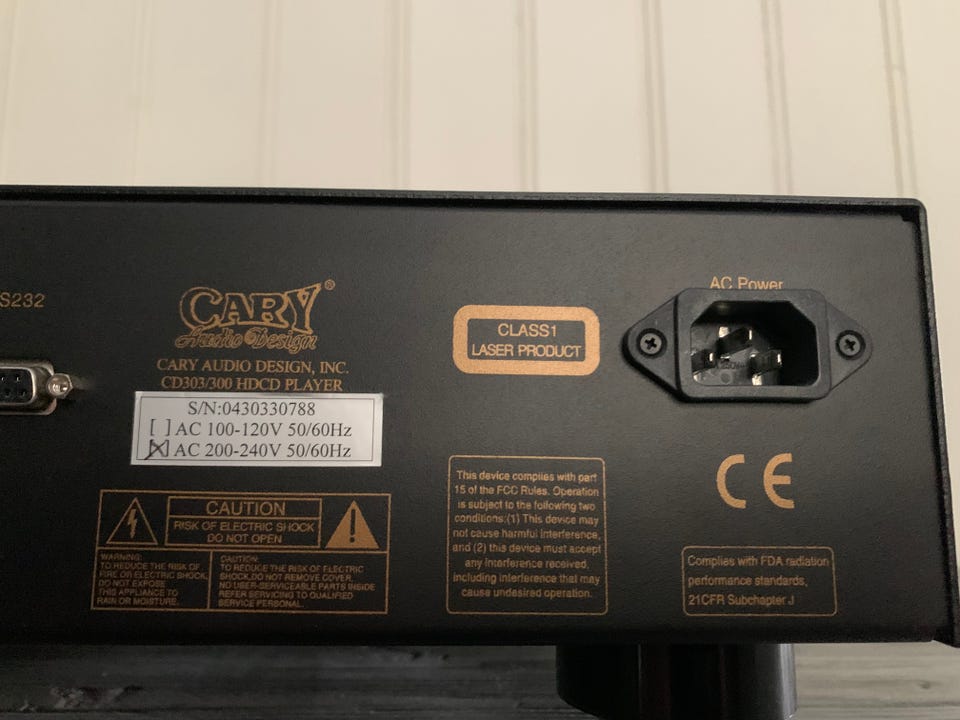 S232
CARY®
Audio Design
CARY AUDIO DESIGN, INC.
CD303/300 HDCD PLAYER
S/N:0430330788
[ ] AC 100-120V 50/60Hz
[X] AC 200-240V 50/60Hz
CAUTION
RISK OF ELECTRIC SHOCK
DO NOT OPEN
WARNING:
TO REDUCE THE RISK OF
FIRE OR ELECTRIC SHOCK,
DO NOT EXPOSE
THIS APPLIANCE TO
RAIN OR MOISTURE.
CAUTION:
TO REDUCE THE RISK OF ELECTRIC
SHOCK,DO NOT REMOVE COVER.
NO USER-SERVICEABLE PARTS INSIDE
REFER SERVICING TO QUALIFIED
SERVICE PERSONAL.
CLASS1
LASER PRODUCT
This device complies with part
15 of the FCC Rules. Operation
is subject to the following two
conditions:(1) This device may
not cause harmful interference,
and (2) this device must accept
any interference received,
including interference that may
cause undesired operation.
AC Power
CE
Complies with FDA radiation
performance standards,
21CFR Subchapter J